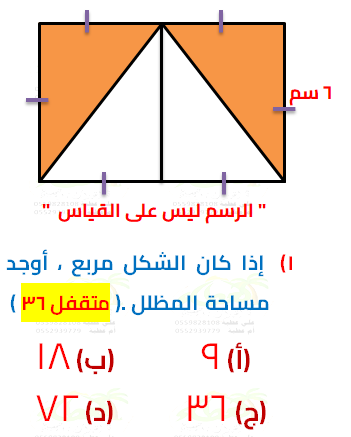 ٦ سم
" الرسم ليس على القياس "
١) إذا كان الشكل مربع ، أوجد
مساحة المظلل .( متقفل ٣٦ )
(أ) ٩ (ب) ١٨
(ج) ٣٦ (د) ٧٢